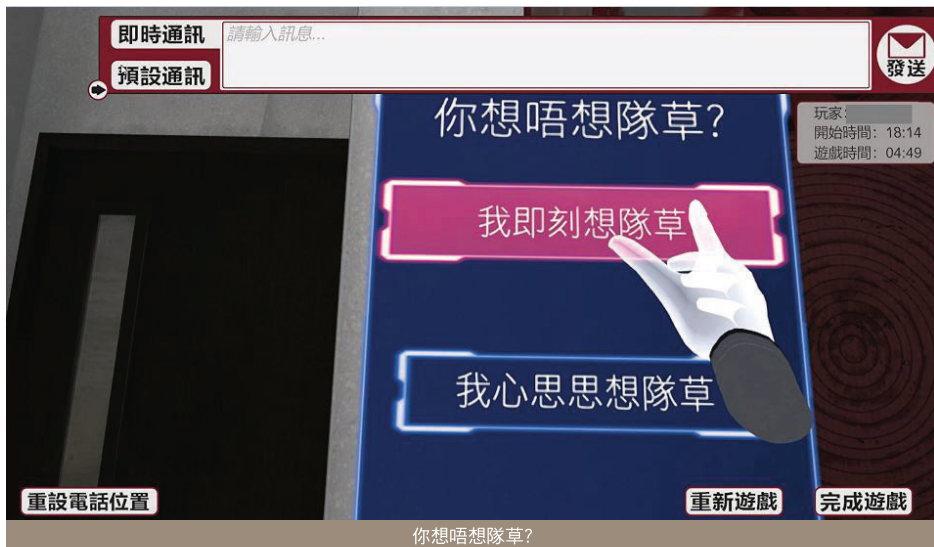 即時通訊
請輸入訊息...
預設通訊
發送
你想唔想隊草?
玩家:
開始時間: 18:14
遊戲時間: 04:49
我即刻想隊草
我心思思想隊草
重設電話位置
重新遊戲
完成遊戲
你想唔想隊草?